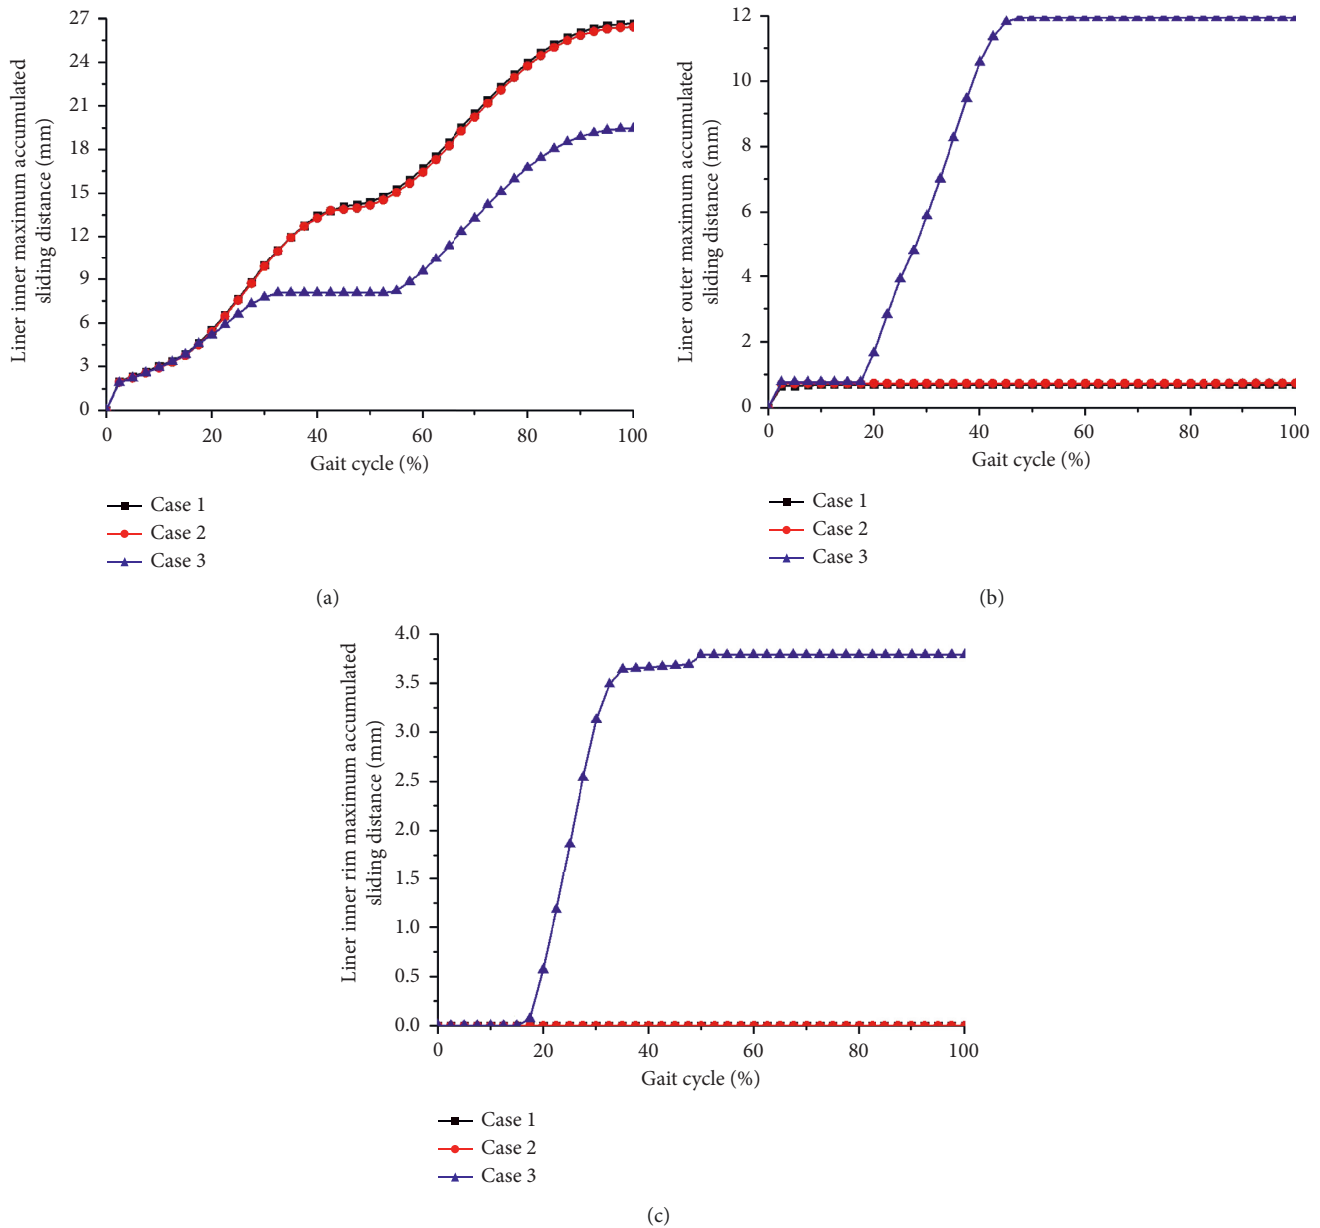 Liner inner maximum accumulated
sliding distance (mm)
27
24
21
18
15
12
9
6
3
0
0 20 40 60 80 100
Gait cycle (%)
Case 1
Case 2
Case 3
(a)
Liner outer maximum accumulated
sliding distance (mm)
12
10
8
6
4
2
0
0 20 40 60 80 100
Gait cycle (%)
Case 1
Case 2
Case 3
(b)
Liner inner rim maximum accumulated
sliding distance (mm)
4.0
3.5
3.0
2.5
2.0
1.5
1.0
0.5
0.0
0 20 40 60 80 100
Gait cycle (%)
Case 1
Case 2
Case 3
(c)